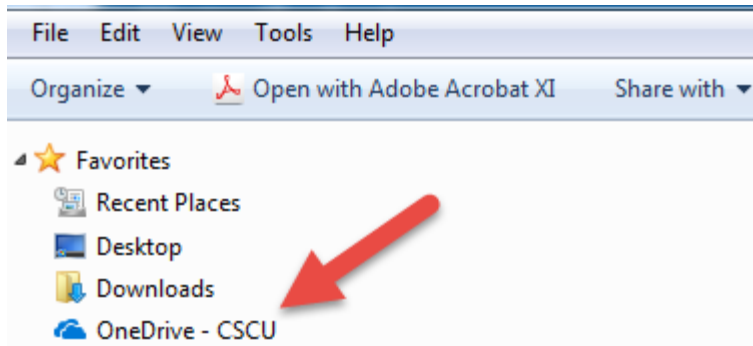 File Edit View Tools Help
Organize Open with Adobe Acrobat XI Share with
Favorites
Recent Places
Desktop
Downloads
OneDrive - CSCU